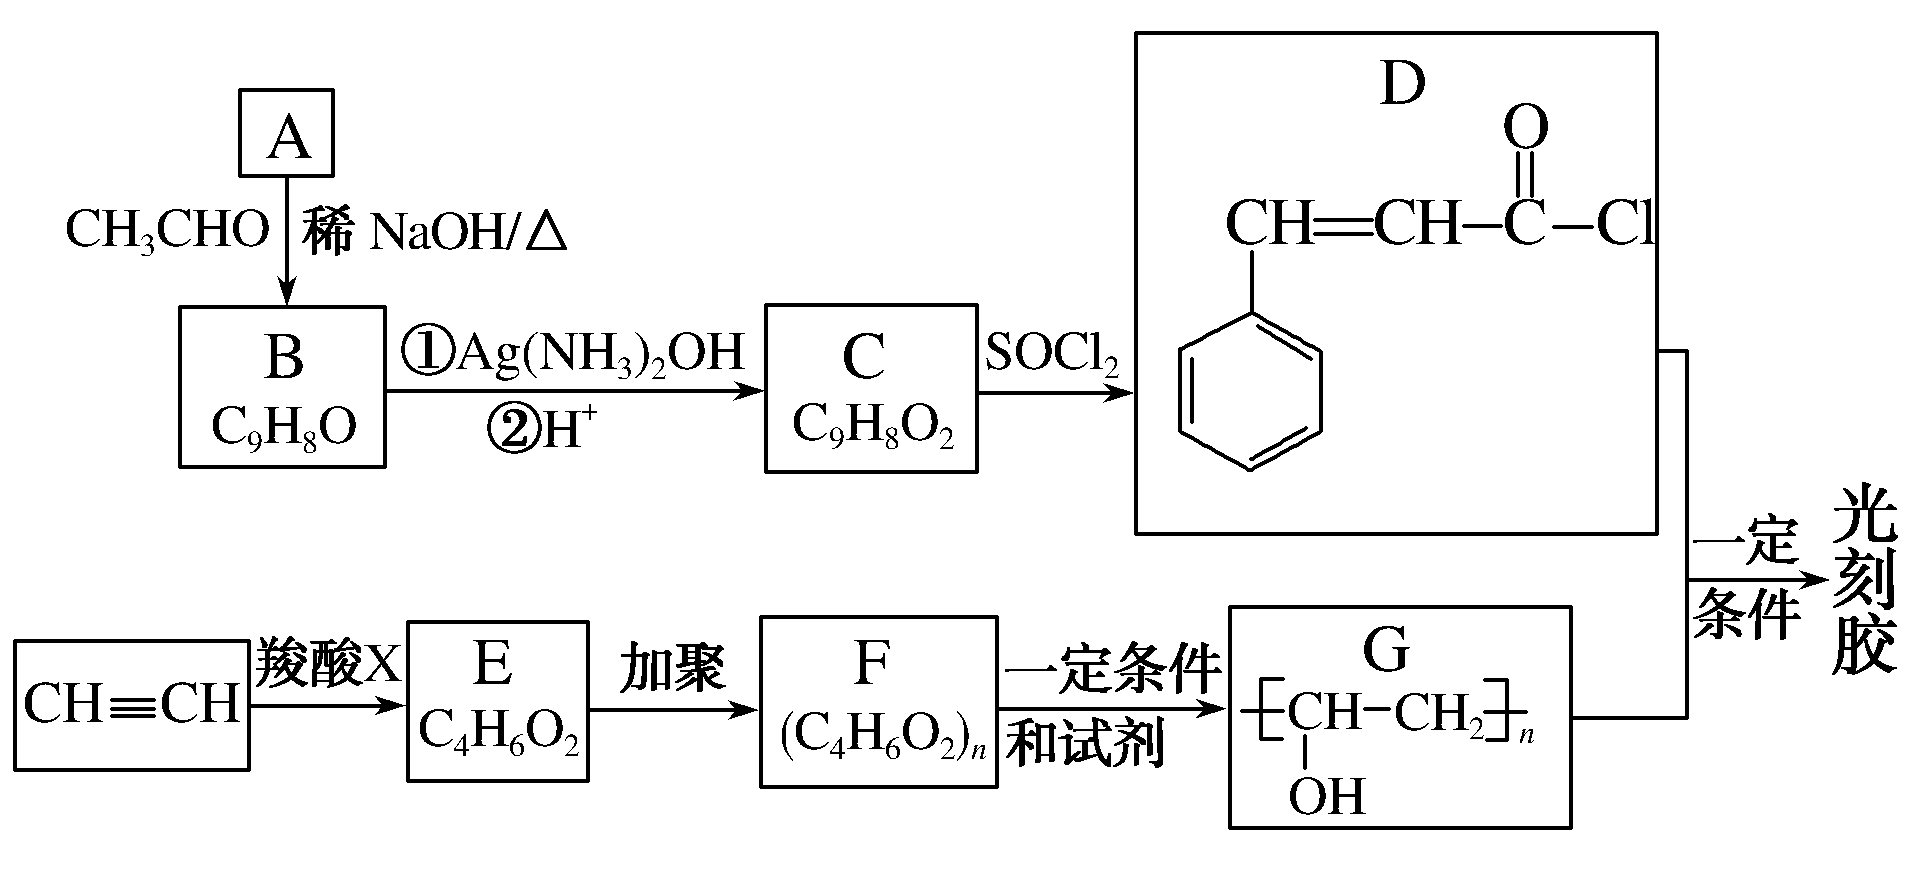 A
CH₃CHO 稀 NaOH/△
B
C₉H₈O
①Ag(NH₃)₂OH
②H⁺
C
C₉H₈O₂
SOCl₂
D
O
CH=CH-C-Cl
一定
条件
光刻胶
CH≡CH
羧酸X
E
C₄H₆O₂
加聚
F
(C₄H₆O₂)ₙ
一定条件
和试剂
G
[CH-CH₂]ₙ
OH